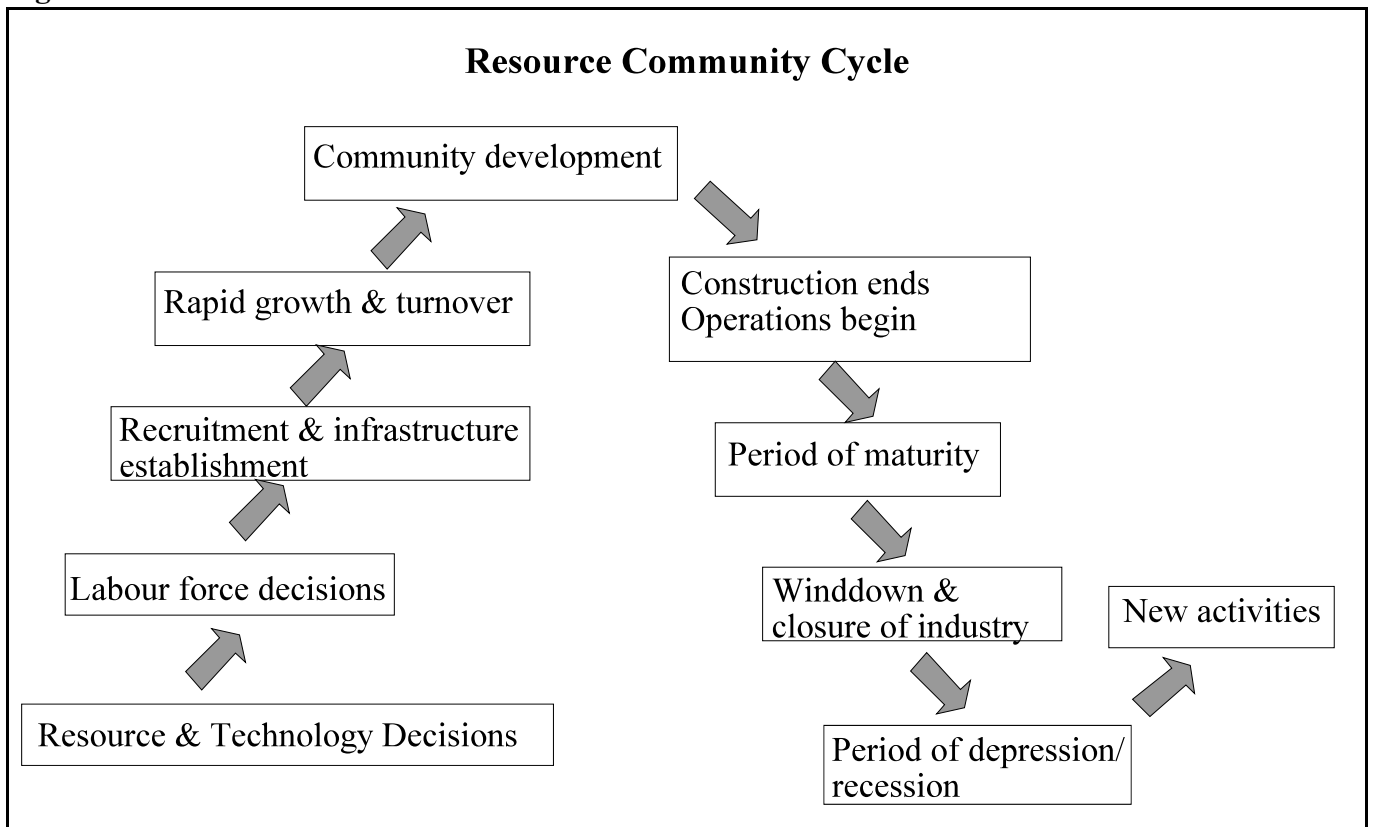 Resource Community Cycle
Community development
Rapid growth & turnover
Recruitment & infrastructure
establishment
Labour force decisions
Resource & Technology Decisions
Construction ends
Operations begin
Period of maturity
Winddown &
closure of industry
Period of depression/
recession
New activities